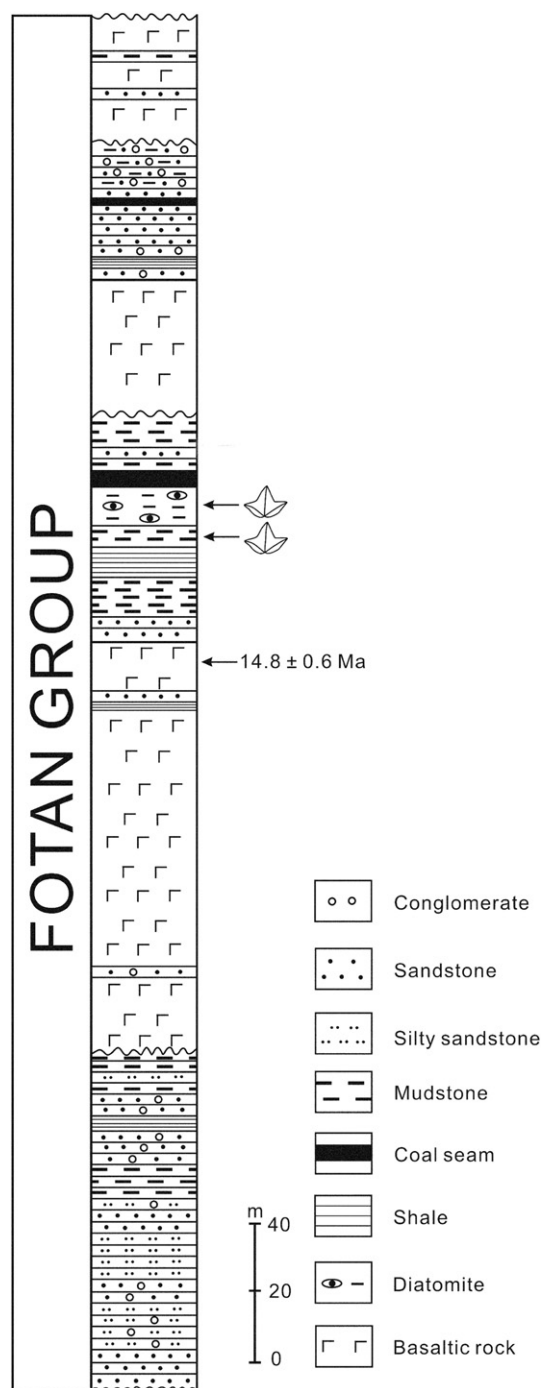 FOTAN GROUP
14.8 ± 0.6 Ma
Conglomerate
Sandstone
Silty sandstone
Mudstone
Coal seam
Shale
Diatomite
Basaltic rock
m
40
20
0